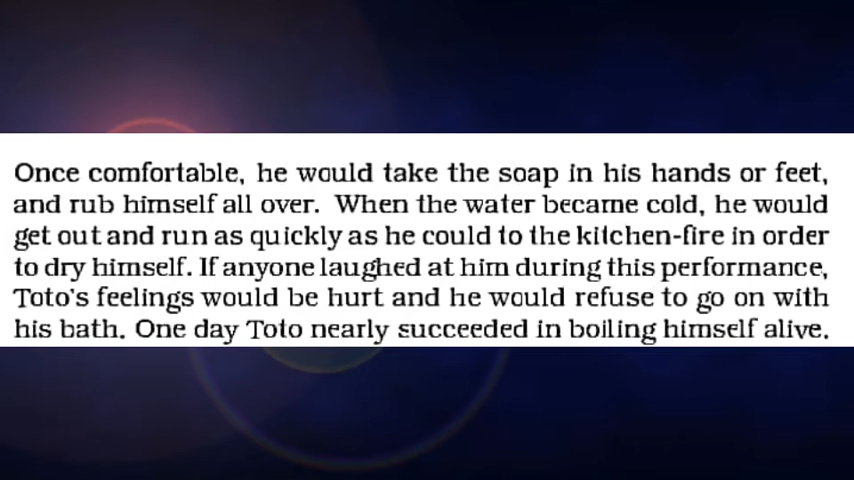 Once comfortable, he would take the soap in his hands or feet,
and rub himself all over. When the water became cold, he would
get out and run as quickly as he could to the kitchen-fire in order
to dry himself. If anyone laughed at him during this performance,
Toto's feelings would be hurt and he would refuse to go on with
his bath. One day Toto nearly succeeded in boiling himself alive.